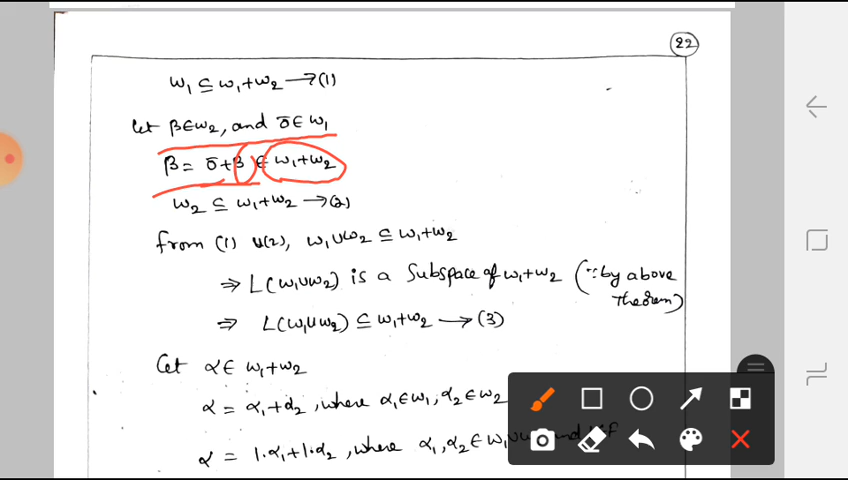 22
W₁ ⊆ W₁+W₂ → (1)
Let β∈W₂, and ō∈W₁
β = ō+β ∈ W₁+W₂
W₂ ⊆ W₁+W₂ → (2)
from (1) & (2), W₁∪W₂ ⊆ W₁+W₂
⇒ L(W₁∪W₂) is a Subspace of W₁+W₂ (∵ by above
Theorem)
⇒ L(W₁∪W₂) ⊆ W₁+W₂ → (3)
Let α∈ W₁+W₂
α = α₁+α₂, where α₁∈W₁, α₂∈W₂
α = 1·α₁+1·α₂, where α₁, α₂ ∈ W₁∪